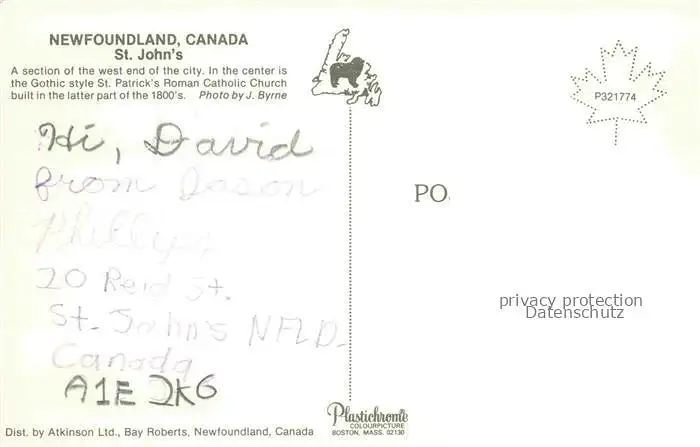 NEWFOUNDLAND, CANADA
St. John's
A section of the west end of the city. In the center is
the Gothic style St. Patrick's Roman Catholic Church
built in the latter part of the 1800's. Photo by J. Byrne
P321774
Hi, David
from Jason
20 Reid St.
St. John's NFLD.
Canada
A1E 2K6
PO
privacy protection
Datenschutz
Plastichrome
COLOURPICTURE
BOSTON, MASS. 02130
Dist. by Atkinson Ltd., Bay Roberts, Newfoundland, Canada